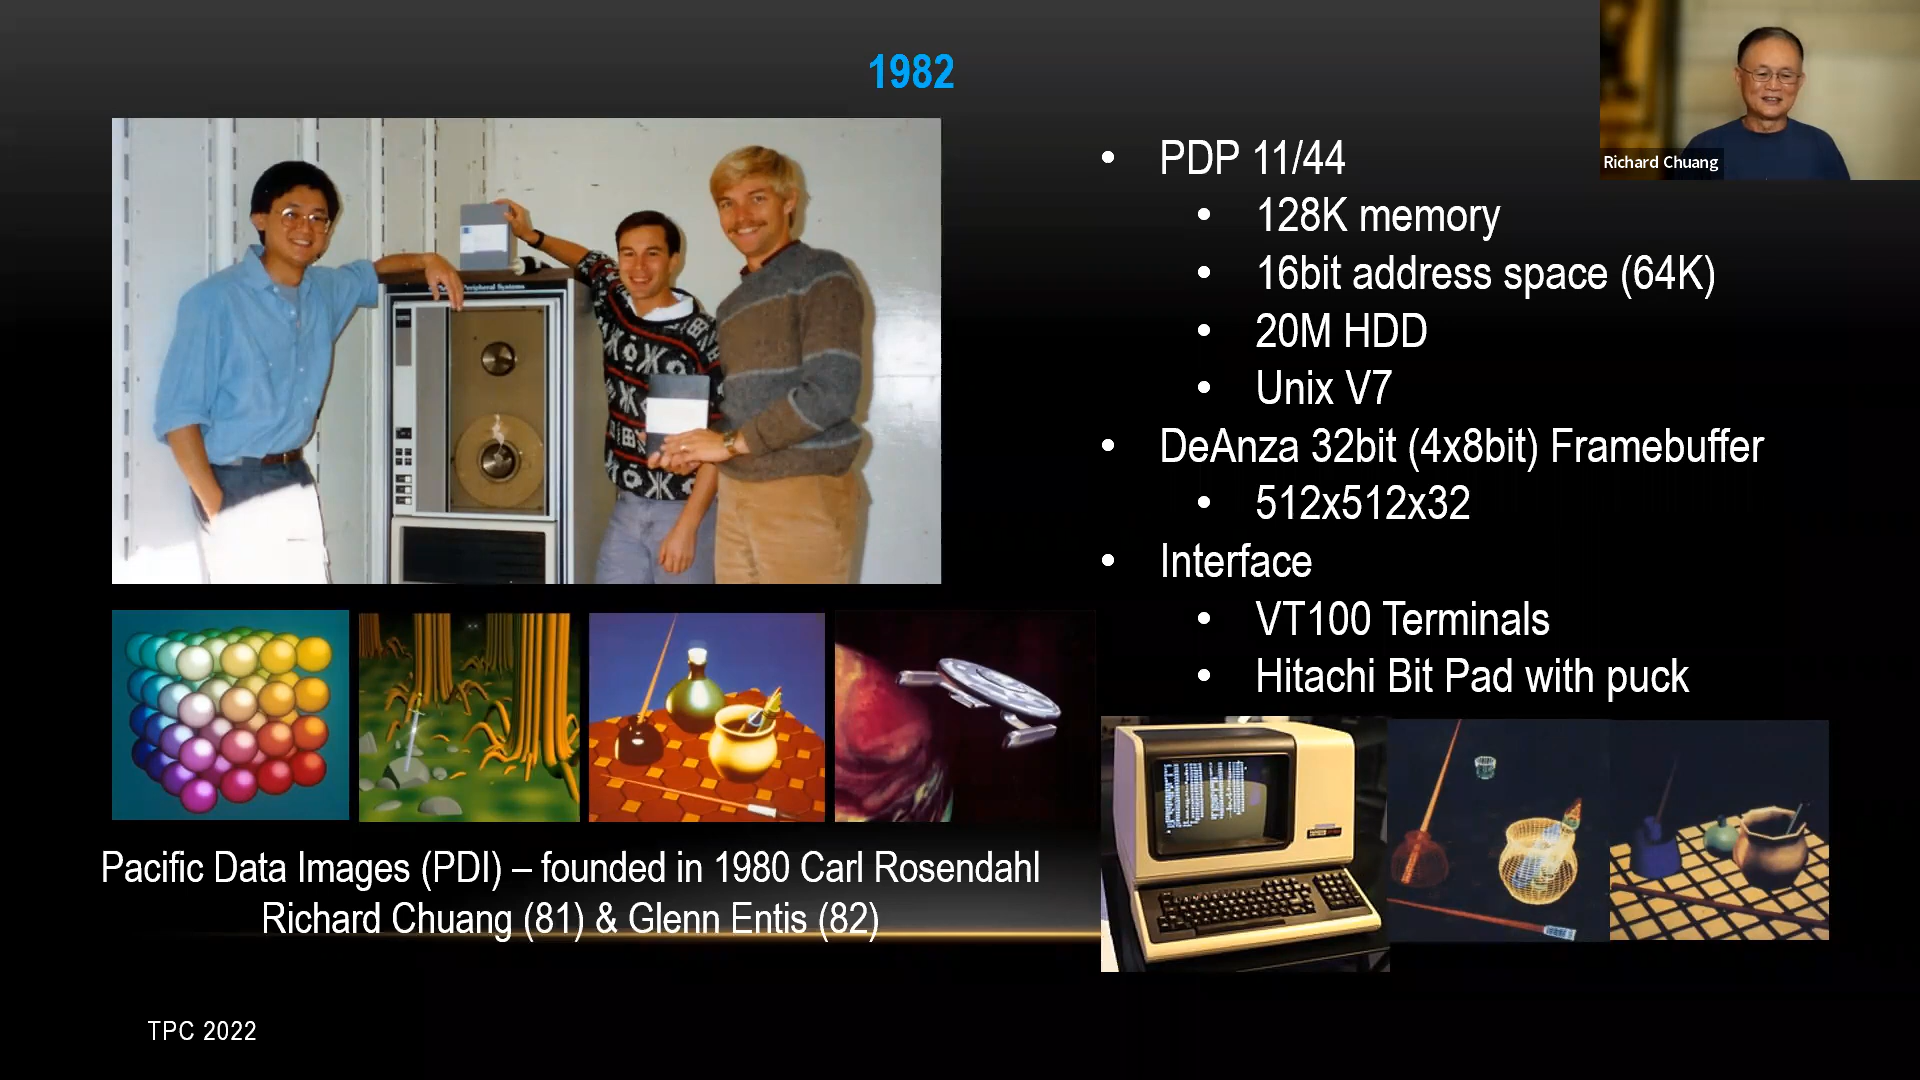 1982
Richard Chuang
Peripheral Systems
• PDP 11/44
• 128K memory
• 16bit address space (64K)
• 20M HDD
• Unix V7
• DeAnza 32bit (4x8bit) Framebuffer
• 512x512x32
• Interface
• VT100 Terminals
• Hitachi Bit Pad with puck
Pacific Data Images (PDI) – founded in 1980 Carl Rosendahl
Richard Chuang (81) & Glenn Entis (82)
TPC 2022